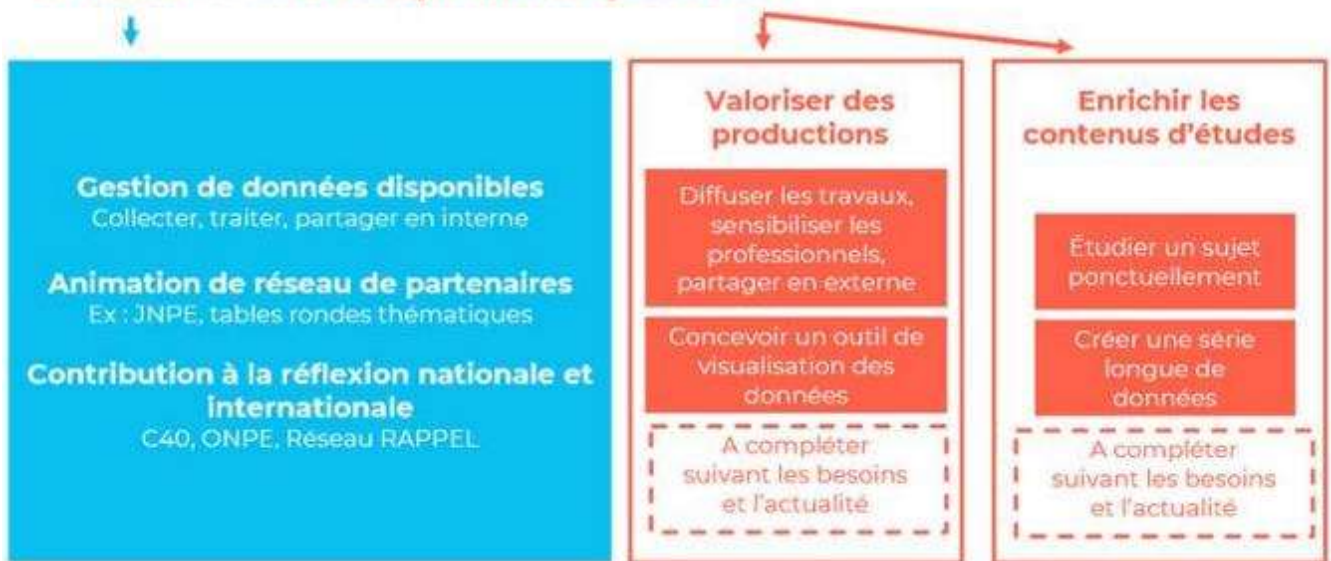 Gestion de données disponibles
Collecter, traiter, partager en interne
Animation de réseau de partenaires
Ex : JNPE, tables rondes thématiques
Contribution à la réflexion nationale et
internationale
C40, ONPE, Réseau RAPPEL
Valoriser des
productions
Diffuser les travaux,
sensibiliser les
professionnels,
partager en externe
Concevoir un outil de
visualisation des
données
A compléter
suivant les besoins
et l'actualité
Enrichir les
contenus d'études
Étudier un sujet
ponctuellement
Créer une série
longue de
données
A compléter
suivant les besoins
et l'actualité